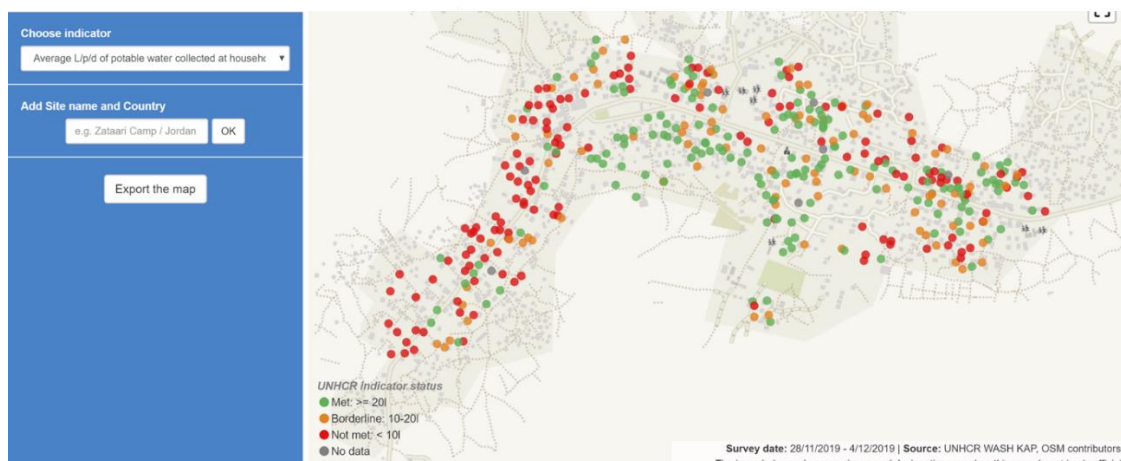 Choose indicator
Average L/p/d of potable water collected at househo
Add Site name and Country
e.g. Zataari Camp / Jordan
OK
Export the map
UNHCR Indicator status
Met: >= 20l
Borderline: 10-20l
Not met: < 10l
No data
Survey date: 28/11/2019 - 4/12/2019 | Source: UNHCR WASH KAP, OSM contributors